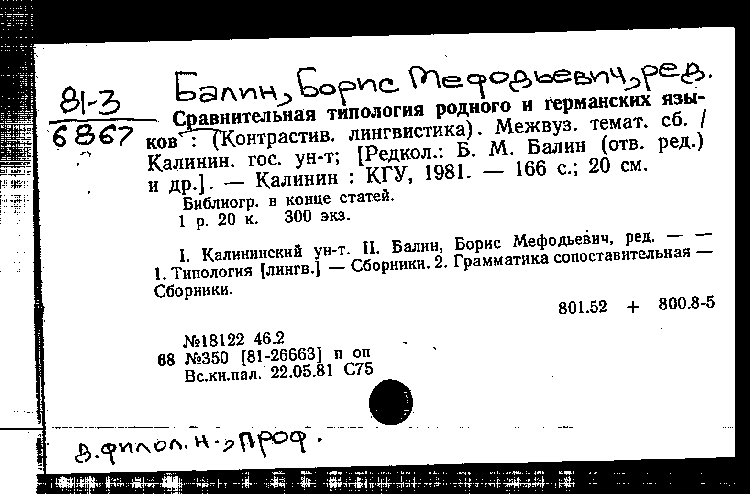 Балин, Борис Мефодьевич, ред.
81-3
6867
Сравнительная типология родного и германских язы-
ков : (Контрастив. лингвистика). Межвуз. темат. сб. /
Калинин. гос. ун-т; [Редкол.: Б. М. Балин (отв. ред.)
и др.]. — Калинин : КГУ, 1981. — 166 с.; 20 см.
Библиогр. в конце статей.
1 р. 20 к. 300 экз.
I. Калининский ун-т. II. Балин, Борис Мефодьевич, ред. — —
1. Типология [лингв.] — Сборники. 2. Грамматика сопоставительная —
Сборники.
801.52 + 800.8-5
№18122 46.2
68 №350 [81-26663] п оп
Вс.кн.пал. 22.05.81 С75
д.филол.н., проф.